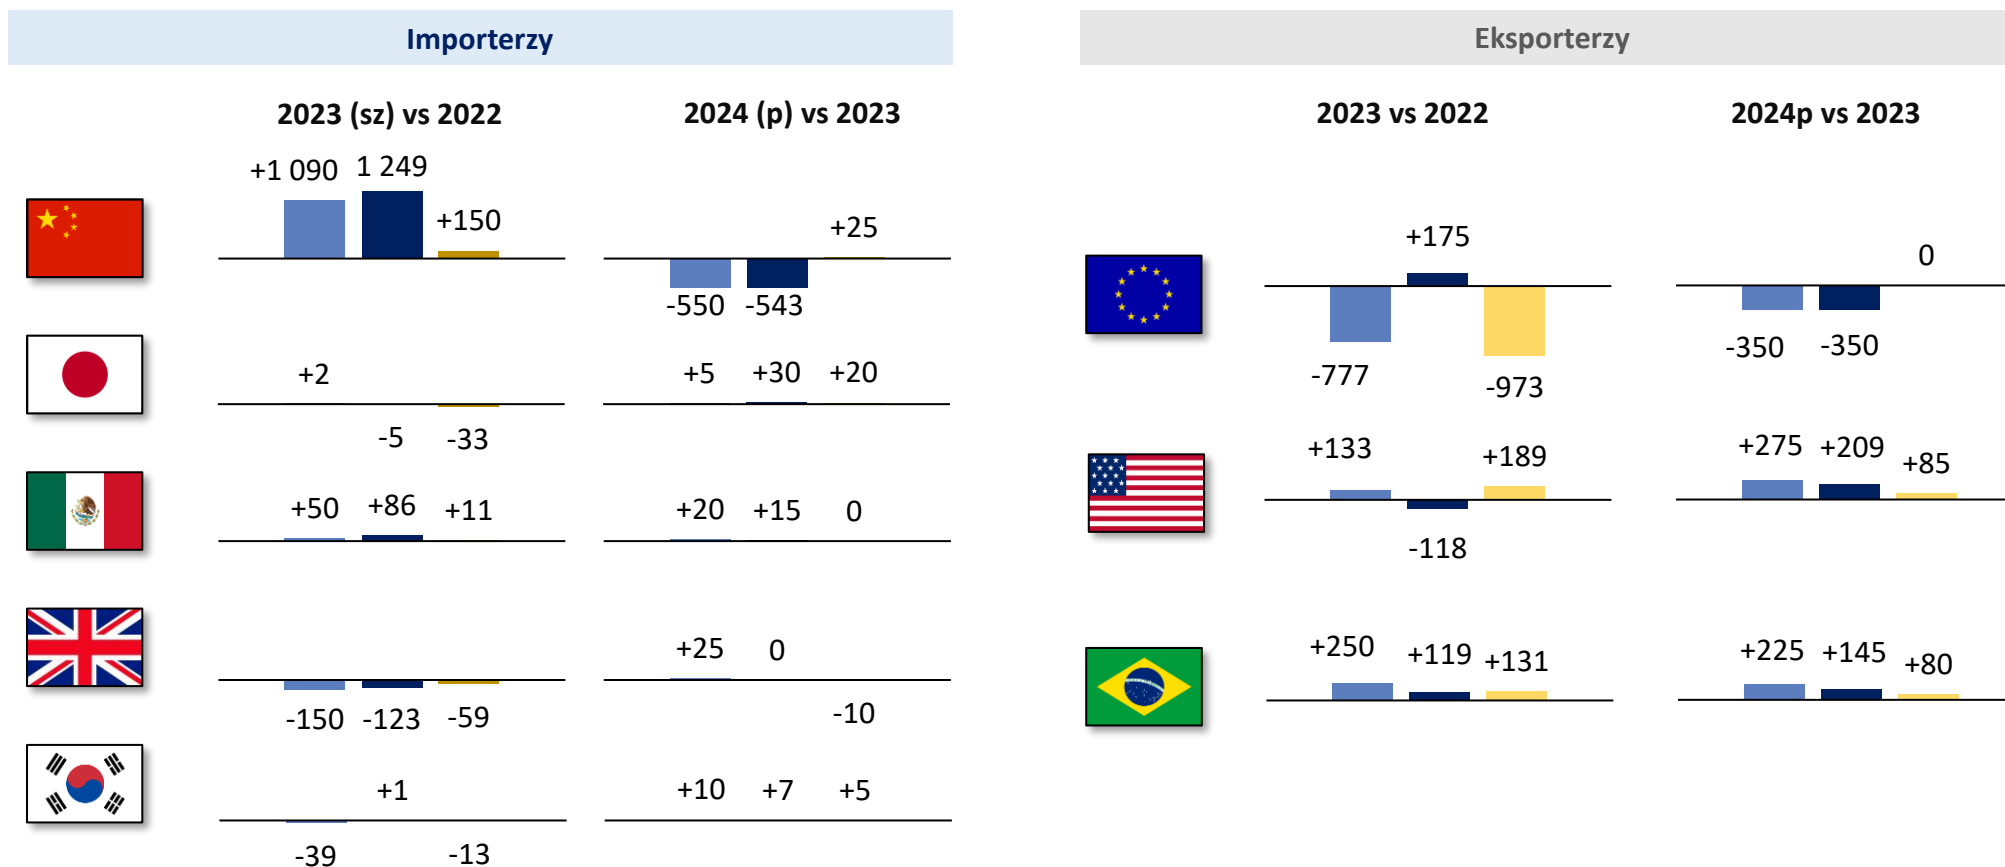 Importerzy
2023 (sz) vs 2022
2024 (p) vs 2023
+1 090 1 249 +150
+25
-550 -543
+2
-5 -33
+5 +30 +20
+50 +86 +11
+20 +15 0
-150 -123 -59
+25 0
-10
+1
-39 -13
+10 +7 +5
Eksporterzy
2023 vs 2022
2024p vs 2023
+175
-777
-973
0
-350 -350
+133 +189
-118
+275 +209 +85
+250 +119 +131
+225 +145 +80